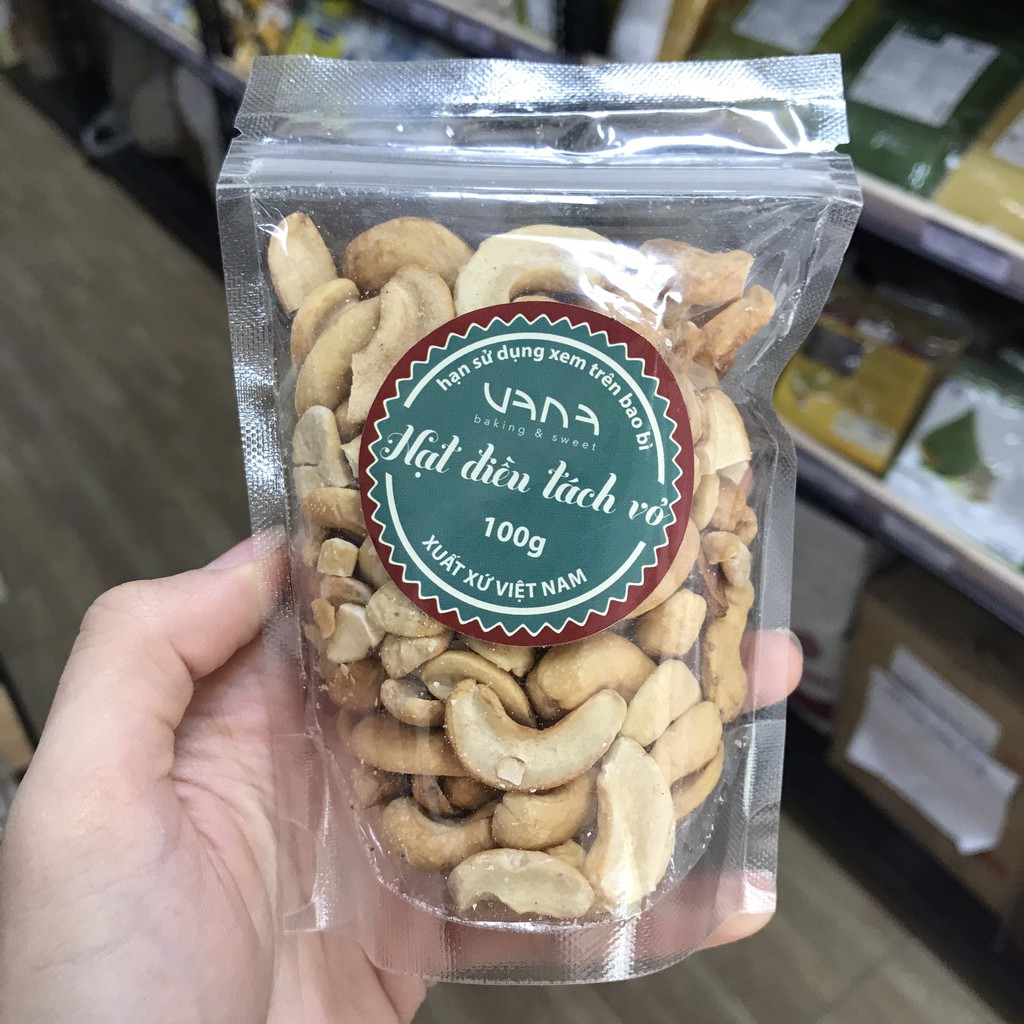 hạn sử dụng xem trên bao bì
VANA
baking & sweet
Hạt điều tách vỏ
100g
XUẤT XỨ VIỆT NAM